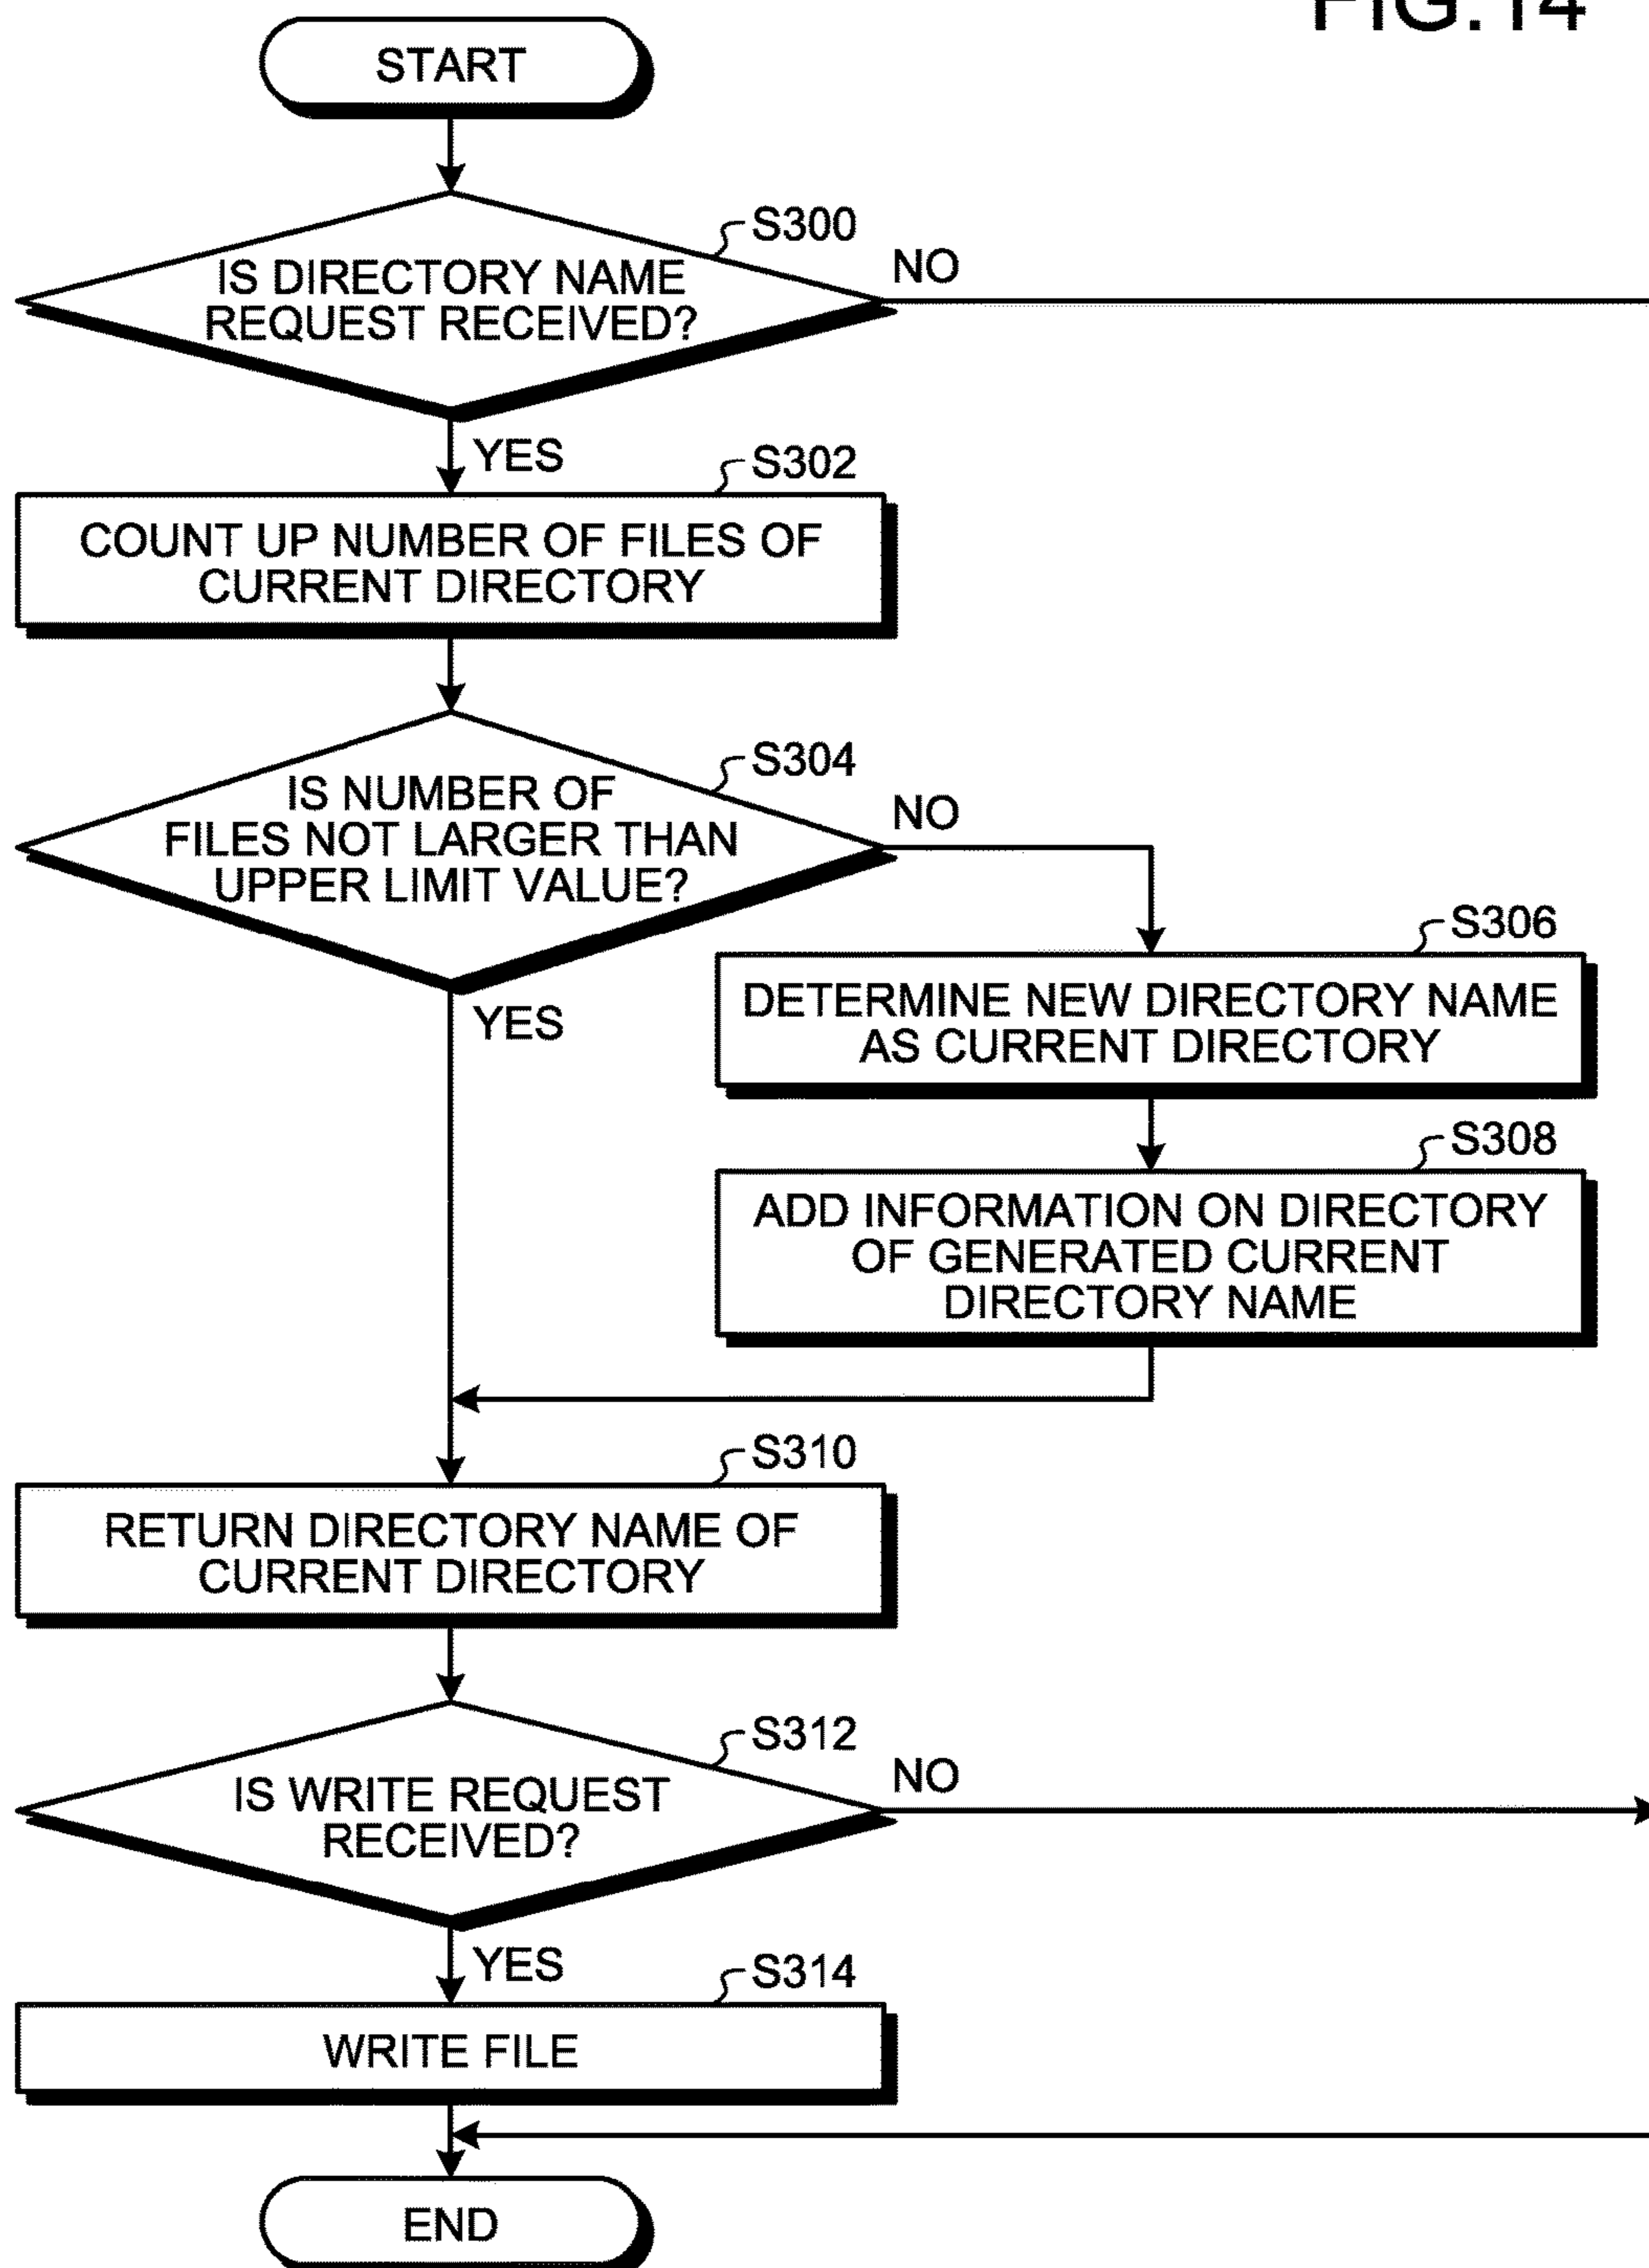 FIG.14
START
S300
IS DIRECTORY NAME
REQUEST RECEIVED?
NO
YES
S302
COUNT UP NUMBER OF FILES OF
CURRENT DIRECTORY
S304
IS NUMBER OF
FILES NOT LARGER THAN
UPPER LIMIT VALUE?
NO
YES
S306
DETERMINE NEW DIRECTORY NAME
AS CURRENT DIRECTORY
S308
ADD INFORMATION ON DIRECTORY
OF GENERATED CURRENT
DIRECTORY NAME
S310
RETURN DIRECTORY NAME OF
CURRENT DIRECTORY
S312
IS WRITE REQUEST
RECEIVED?
NO
YES
S314
WRITE FILE
END